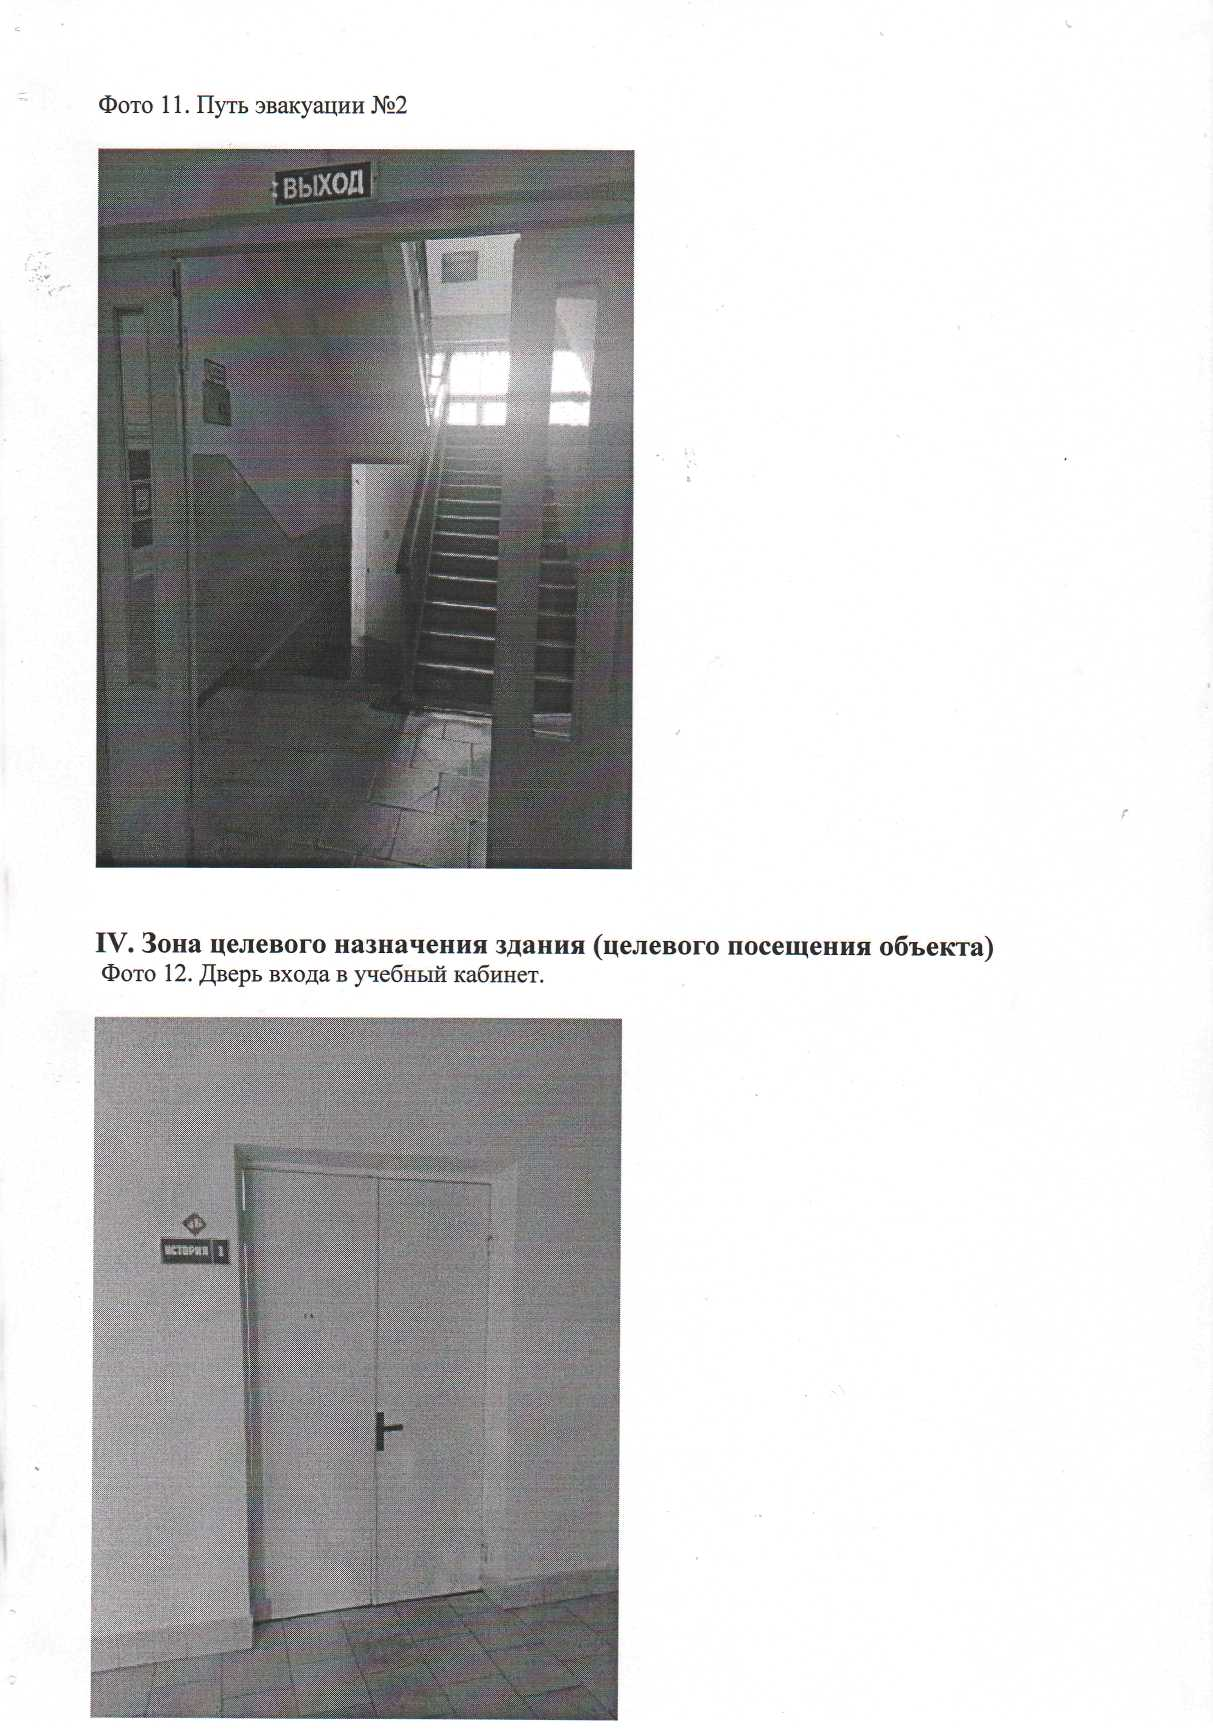 Фото 11. Путь эвакуации №2
ВЫХОД
IV. Зона целевого назначения здания (целевого посещения объекта)
Фото 12. Дверь входа в учебный кабинет.
ИСТОРИЯ 1